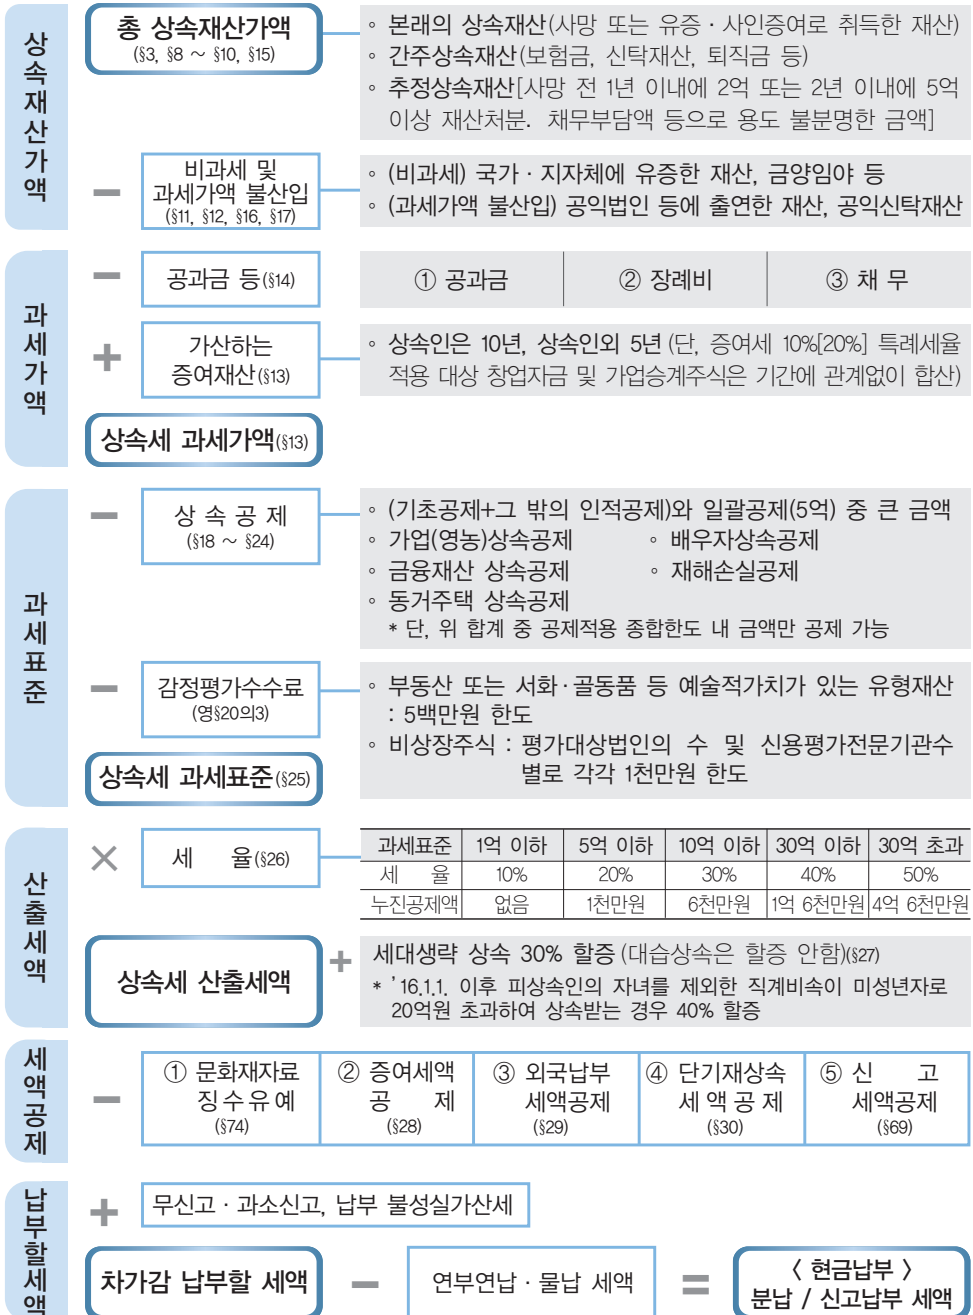 상속재산가액
총 상속재산가액
(§3, §8 ~ §10, §15)
◦ 본래의 상속재산(사망 또는 유증 · 사인증여로 취득한 재산)
◦ 간주상속재산(보험금, 신탁재산, 퇴직금 등)
◦ 추정상속재산[사망 전 1년 이내에 2억 또는 2년 이내에 5억
이상 재산처분. 채무부담액 등으로 용도 불분명한 금액]
−
비과세 및
과세가액 불산입
(§11, §12, §16, §17)
◦ (비과세) 국가 · 지자체에 유증한 재산, 금양임야 등
◦ (과세가액 불산입) 공익법인 등에 출연한 재산, 공익신탁재산
과세가액
−
공과금 등(§14)
① 공과금
② 장례비
③ 채 무
+
가산하는
증여재산(§13)
◦ 상속인은 10년, 상속인외 5년 (단, 증여세 10%[20%] 특례세율
적용 대상 창업자금 및 가업승계주식은 기간에 관계없이 합산)
상속세 과세가액(§13)
과세표준
−
상 속 공 제
(§18 ~ §24)
◦ (기초공제+그 밖의 인적공제)와 일괄공제(5억) 중 큰 금액
◦ 가업(영농)상속공제 ◦ 배우자상속공제
◦ 금융재산 상속공제 ◦ 재해손실공제
◦ 동거주택 상속공제
* 단, 위 합계 중 공제적용 종합한도 내 금액만 공제 가능
−
감정평가수수료
(영§20의3)
◦ 부동산 또는 서화·골동품 등 예술적가치가 있는 유형재산
: 5백만원 한도
◦ 비상장주식 : 평가대상법인의 수 및 신용평가전문기관수
별로 각각 1천만원 한도
상속세 과세표준(§25)
산출세액
×
세 율(§26)
과세표준 1억 이하 5억 이하 10억 이하 30억 이하 30억 초과
세 율 10% 20% 30% 40% 50%
누진공제액 없음 1천만원 6천만원 1억 6천만원 4억 6천만원
상속세 산출세액
+
세대생략 상속 30% 할증 (대습상속은 할증 안함)(§27)
* '16.1.1. 이후 피상속인의 자녀를 제외한 직계비속이 미성년자로
20억원 초과하여 상속받는 경우 40% 할증
세액공제
−
① 문화재자료
징수유예
(§74)
② 증여세액
공 제
(§28)
③ 외국납부
세액공제
(§29)
④ 단기재상속
세 액 공 제
(§30)
⑤ 신 고
세액공제
(§69)
납부할세액
+
무신고 · 과소신고, 납부 불성실가산세
차가감 납부할 세액
−
연부연납 · 물납 세액
=
〈 현금납부 〉
분납 / 신고납부 세액